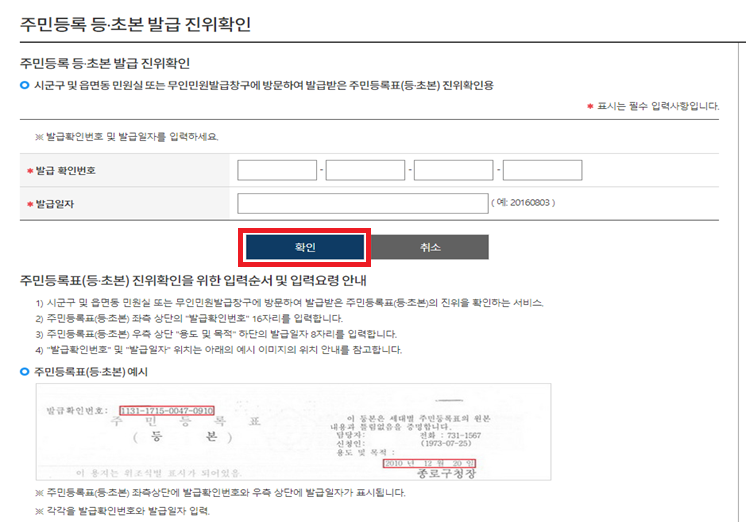 주민등록 등·초본 발급 진위확인
주민등록 등·초본 발급 진위확인
시군구 및 읍면동 민원실 또는 무인민원발급창구에 방문하여 발급받은 주민등록표(등·초본) 진위확인용
* 표시는 필수 입력사항입니다.
※ 발급확인번호 및 발급일자를 입력하세요.
* 발급 확인번호 - - -
* 발급일자 ( 예: 20160803 )
확인 취소
주민등록표(등·초본) 진위확인을 위한 입력순서 및 입력요령 안내
1) 시군구 및 읍면동 민원실 또는 무인민원발급창구에 방문하여 발급받은 주민등록표(등·초본)의 진위를 확인하는 서비스.
2) 주민등록표(등·초본) 좌측 상단의 "발급확인번호" 16자리를 입력합니다.
3) 주민등록표(등·초본) 우측 상단 "용도 및 목적" 하단의 발급일자 8자리를 입력합니다.
4) "발급확인번호" 및 "발급일자" 위치는 아래의 예시 이미지의 위치 안내를 참고합니다.
주민등록표(등·초본) 예시
발급확인번호: 1131-1715-0047-0910
주 민 등 록 표
( 등 본 )
이 용지는 위조식별 표시가 되어있음.
이 등본은 세대별 주민등록표의 원본
내용과 틀림없음을 증명합니다.
담당자: 전화 : 731-1567
신청인: (1973-07-25)
용도 및 목적 :
2010 년 12 월 20 일
종로구청장
※ 주민등록표(등·초본) 좌측상단에 발급확인번호와 우측 상단에 발급일자가 표시됩니다.
※ 각각을 발급확인번호와 발급일자 입력.